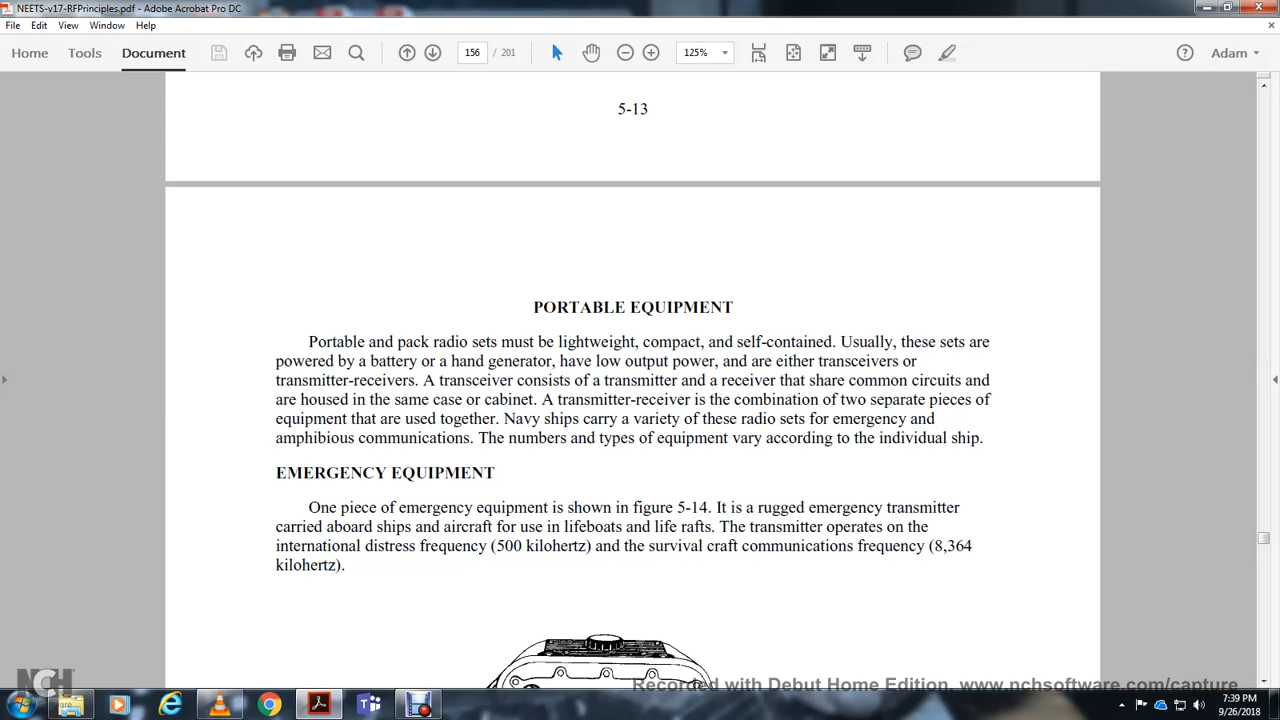 NEETS-v17-RFPrinciples.pdf - Adobe Acrobat Pro DC
File Edit View Window Help
Home Tools Document 156 / 201 125% Adam
5-13
PORTABLE EQUIPMENT
Portable and pack radio sets must be lightweight, compact, and self-contained. Usually, these sets are
powered by a battery or a hand generator, have low output power, and are either transceivers or
transmitter-receivers. A transceiver consists of a transmitter and a receiver that share common circuits and
are housed in the same case or cabinet. A transmitter-receiver is the combination of two separate pieces of
equipment that are used together. Navy ships carry a variety of these radio sets for emergency and
amphibious communications. The numbers and types of equipment vary according to the individual ship.
EMERGENCY EQUIPMENT
One piece of emergency equipment is shown in figure 5-14. It is a rugged emergency transmitter
carried aboard ships and aircraft for use in lifeboats and life rafts. The transmitter operates on the
international distress frequency (500 kilohertz) and the survival craft communications frequency (8,364
kilohertz).
NCH
Recorded with Debut Home Edition. www.nchsoftware.com/capture
7:39 PM
9/26/2018